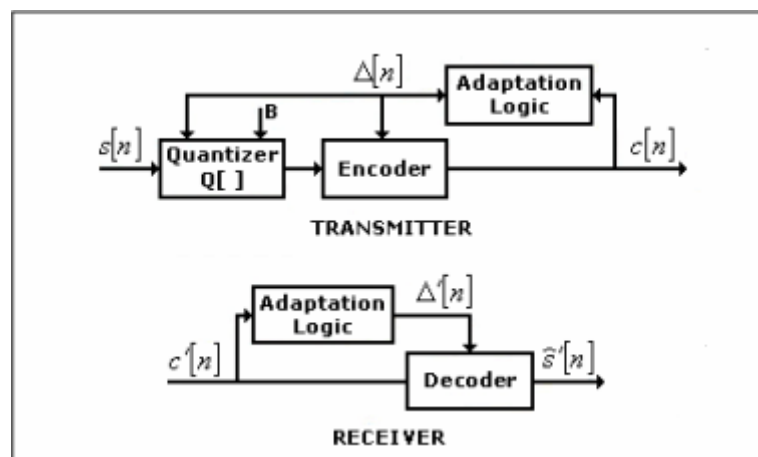 Δ[n]
Adaptation
Logic
B
s[n]
Quantizer
Q[ ]
Encoder
c[n]
TRANSMITTER
Adaptation
Logic
Δ'[n]
c'[n]
Decoder
ŝ'[n]
RECEIVER